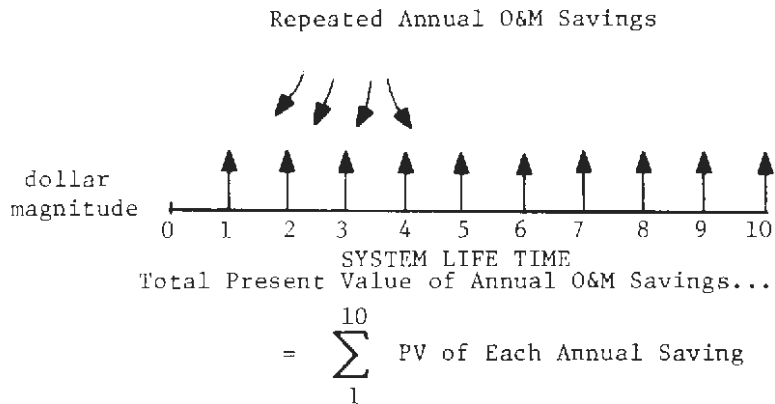 Repeated Annual O&M Savings
dollar
magnitude
0 1 2 3 4 5 6 7 8 9 10
SYSTEM LIFE TIME
Total Present Value of Annual O&M Savings...
10
= ∑ PV of Each Annual Saving
1